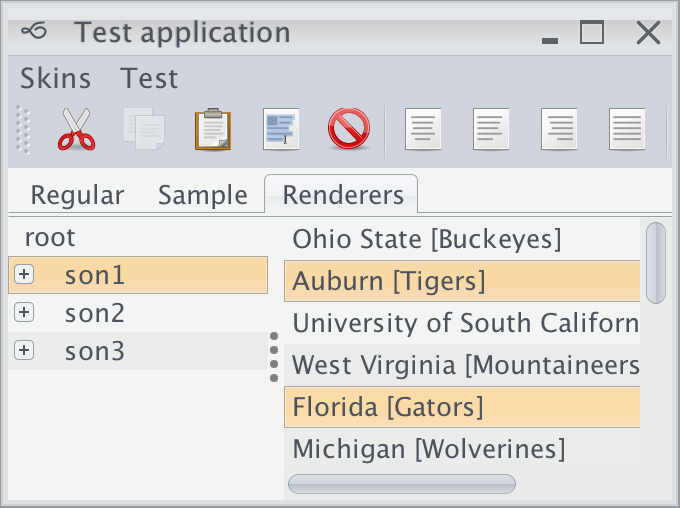 Test application
Skins Test
Regular Sample Renderers
root
son1
son2
son3
Ohio State [Buckeyes]
Auburn [Tigers]
University of South Californ
West Virginia [Mountaineers
Florida [Gators]
Michigan [Wolverines]